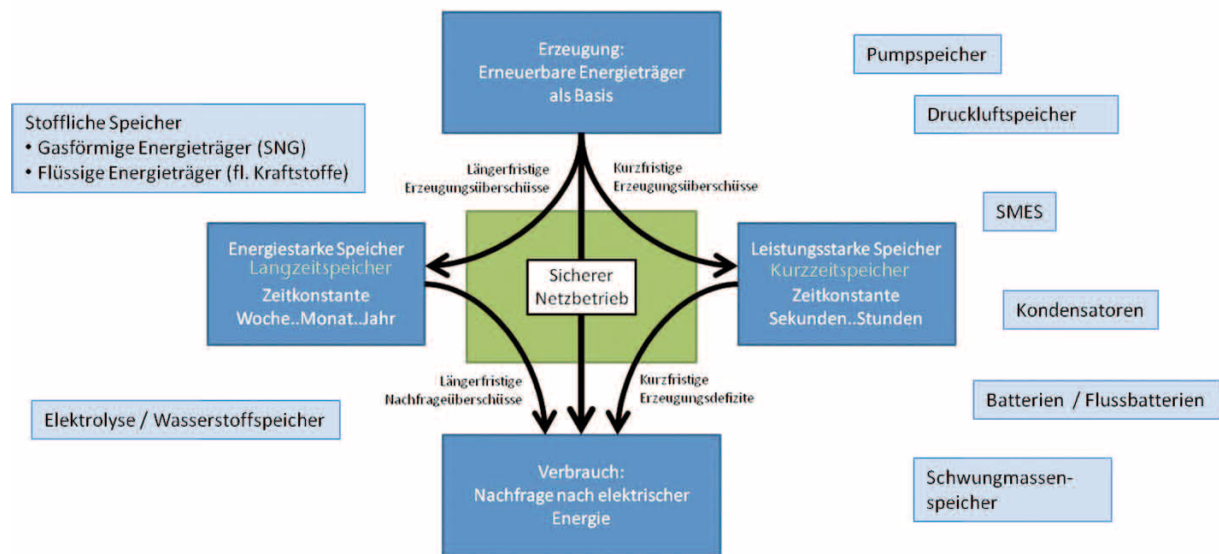 Erzeugung:
Erneuerbare Energieträger
als Basis
Pumpspeicher
Druckluftspeicher
Stoffliche Speicher
• Gasförmige Energieträger (SNG)
• Flüssige Energieträger (fl. Kraftstoffe)
Längerfristige
Erzeugungsüberschüsse
Kurzfristige
Erzeugungsüberschüsse
SMES
Energiestarke Speicher
Langzeitspeicher
Zeitkonstante
Woche..Monat..Jahr
Sicherer
Netzbetrieb
Leistungsstarke Speicher
Kurzzeitspeicher
Zeitkonstante
Sekunden..Stunden
Kondensatoren
Längerfristige
Nachfrageüberschüsse
Kurzfristige
Erzeugungsdefizite
Elektrolyse / Wasserstoffspeicher
Batterien / Flussbatterien
Verbrauch:
Nachfrage nach elektrischer
Energie
Schwungmassen-
speicher